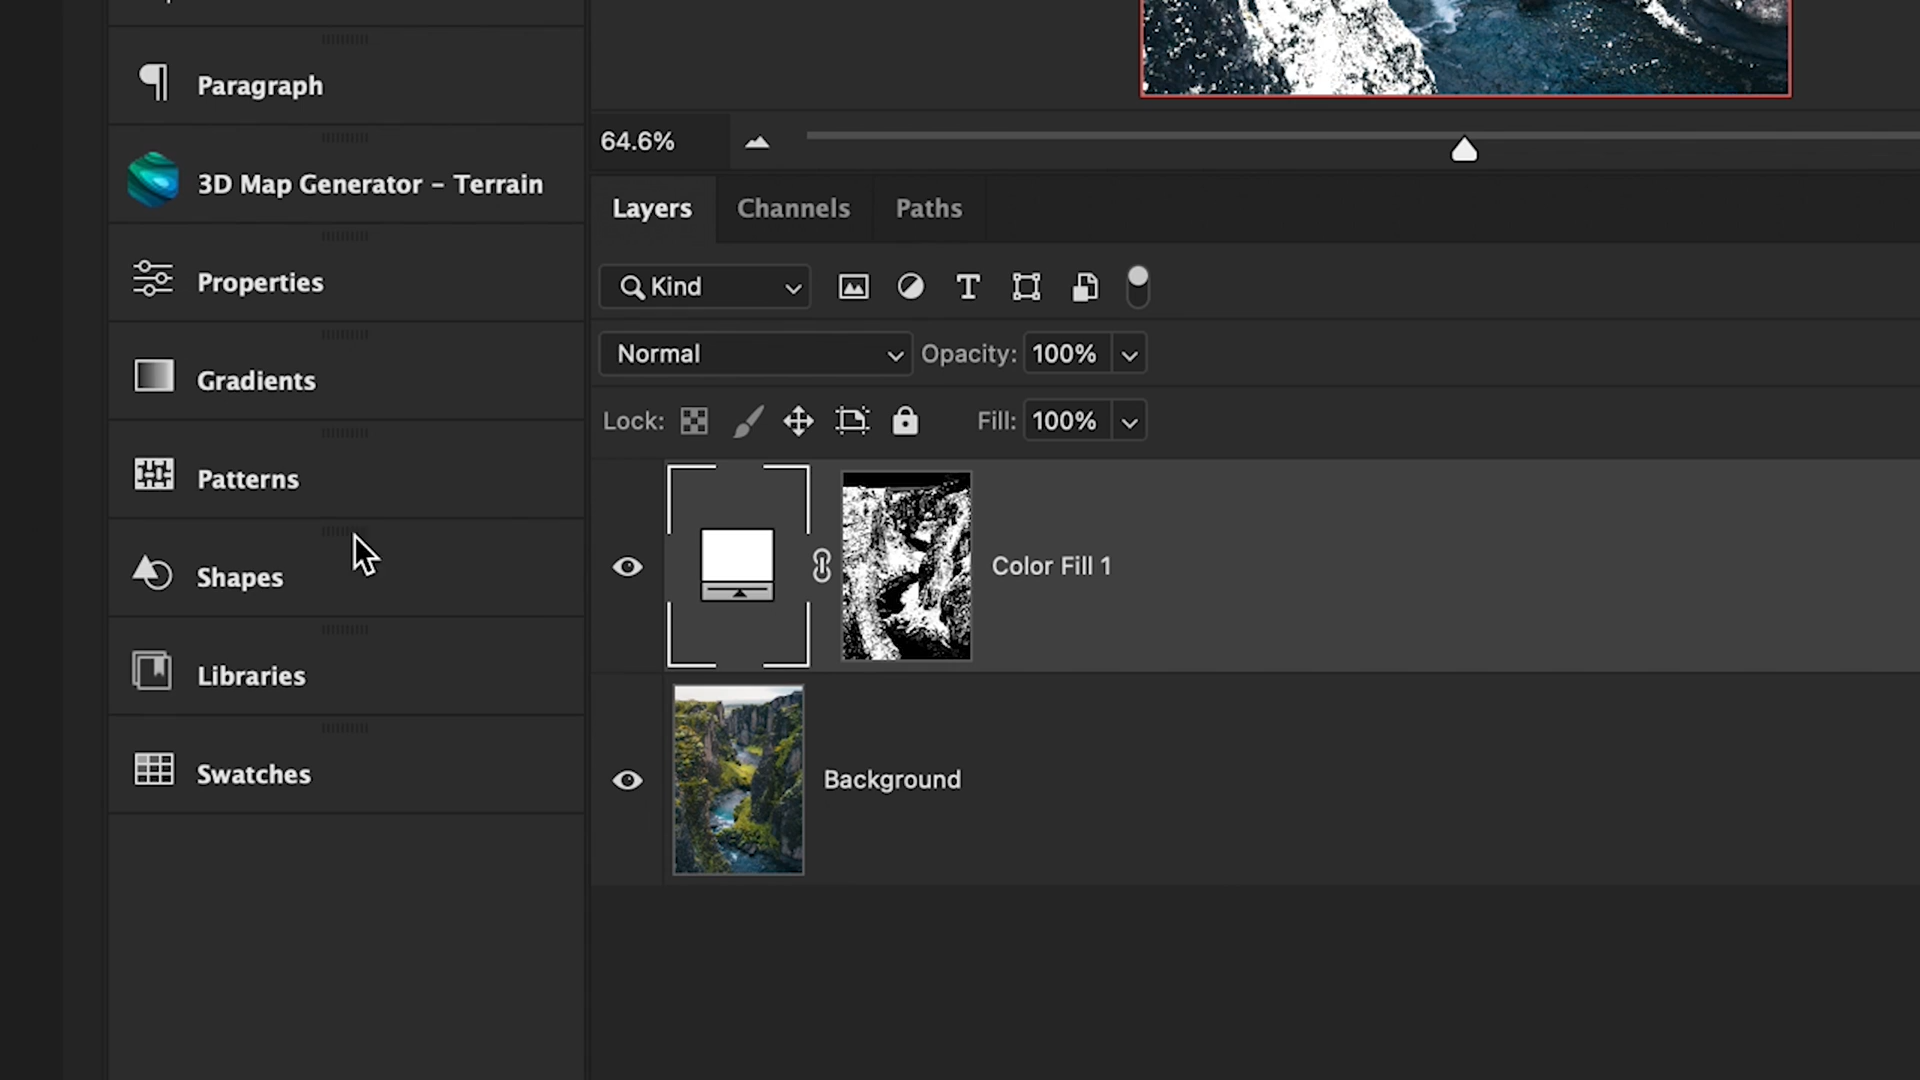 Paragraph
3D Map Generator – Terrain
Properties
Gradients
Patterns
Shapes
Libraries
Swatches
64.6%
Layers Channels Paths
Kind
Normal Opacity: 100%
Lock: Fill: 100%
Color Fill 1
Background